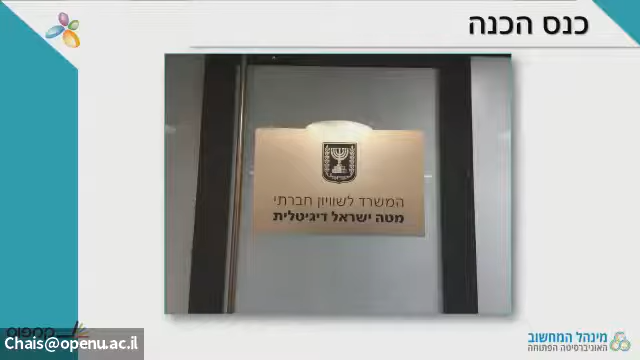 כנס הכנה
המשרד לשוויון חברתי
מטה ישראל דיגיטלית
Chais@openu.ac.il
מינהל המחשוב
האוניברסיטה הפתוחה